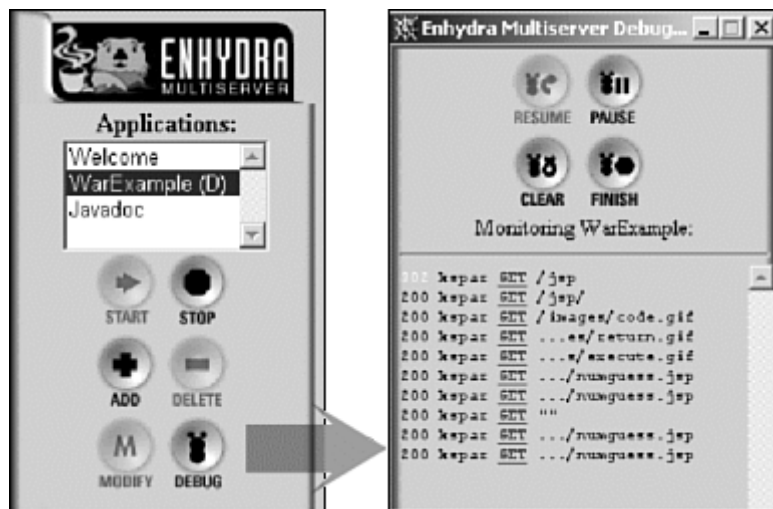 ENHYDRA
MULTISERVER
Applications:
Welcome
WarExample (D)
Javadoc
START STOP
ADD DELETE
M
MODIFY DEBUG
Enhydra Multiserver Debug...
RESUME PAUSE
CLEAR FINISH
Monitoring WarExample:
302 kspar GET /jsp
200 kspar GET /jsp/
200 kspar GET /images/code.gif
200 kspar GET ...es/return.gif
200 kspar GET ...s/execute.gif
200 kspar GET .../numguess.jsp
200 kspar GET .../numguess.jsp
200 kspar GET ""
200 kspar GET .../numguess.jsp
200 kspar GET .../numguess.jsp